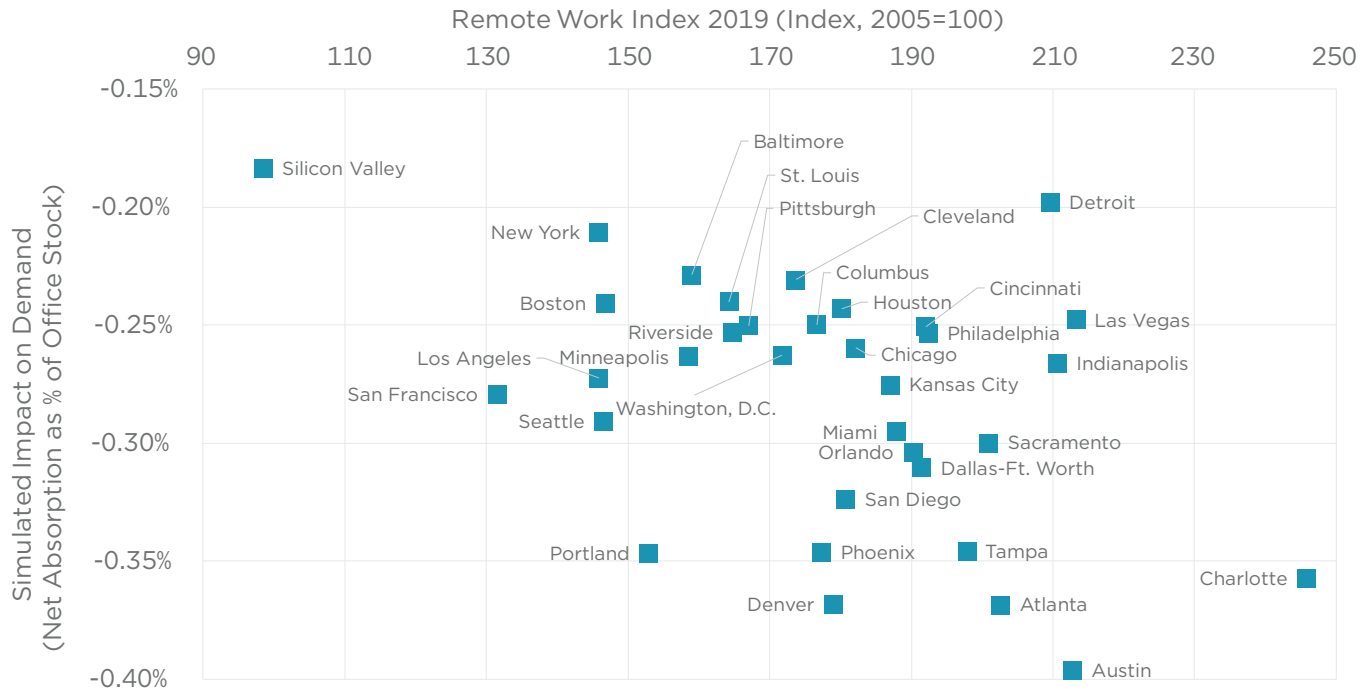 Remote Work Index 2019 (Index, 2005=100)
90 110 130 150 170 190 210 230 250
Simulated Impact on Demand
(Net Absorption as % of Office Stock)
-0.15%
-0.20%
-0.25%
-0.30%
-0.35%
-0.40%
Baltimore
Silicon Valley
St. Louis
Detroit
Pittsburgh
Cleveland
New York
Columbus
Cincinnati
Boston
Houston
Las Vegas
Riverside
Philadelphia
Los Angeles
Minneapolis
Chicago
Indianapolis
Kansas City
San Francisco
Washington, D.C.
Seattle
Miami
Sacramento
Orlando
Dallas-Ft. Worth
San Diego
Portland
Phoenix
Tampa
Charlotte
Denver
Atlanta
Austin